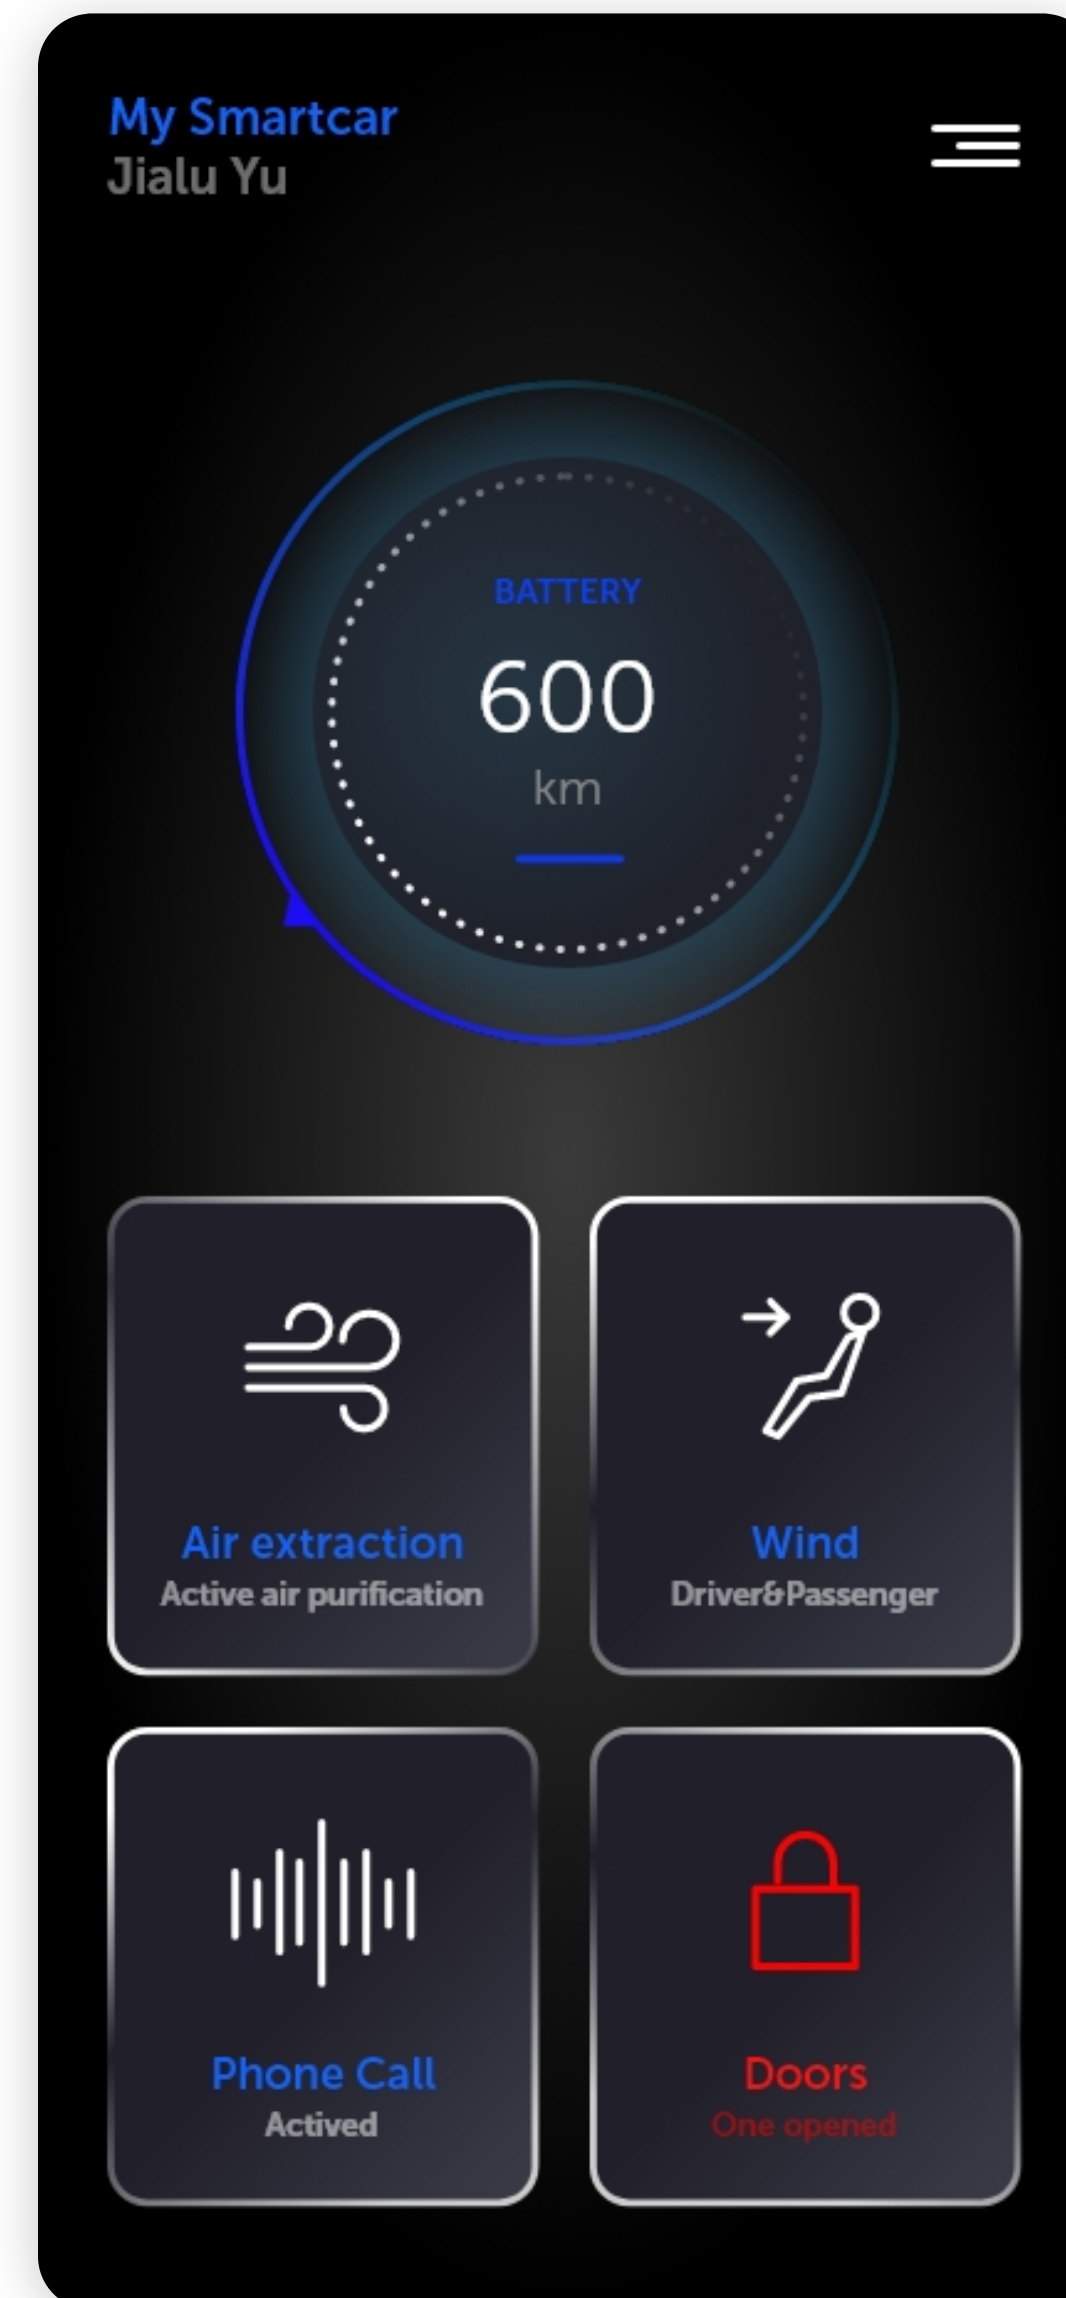 My Smartcar
Jialu Yu
BATTERY
600
km
Air extraction
Active air purification
Wind
Driver&Passenger
Phone Call
Actived
Doors
One opened